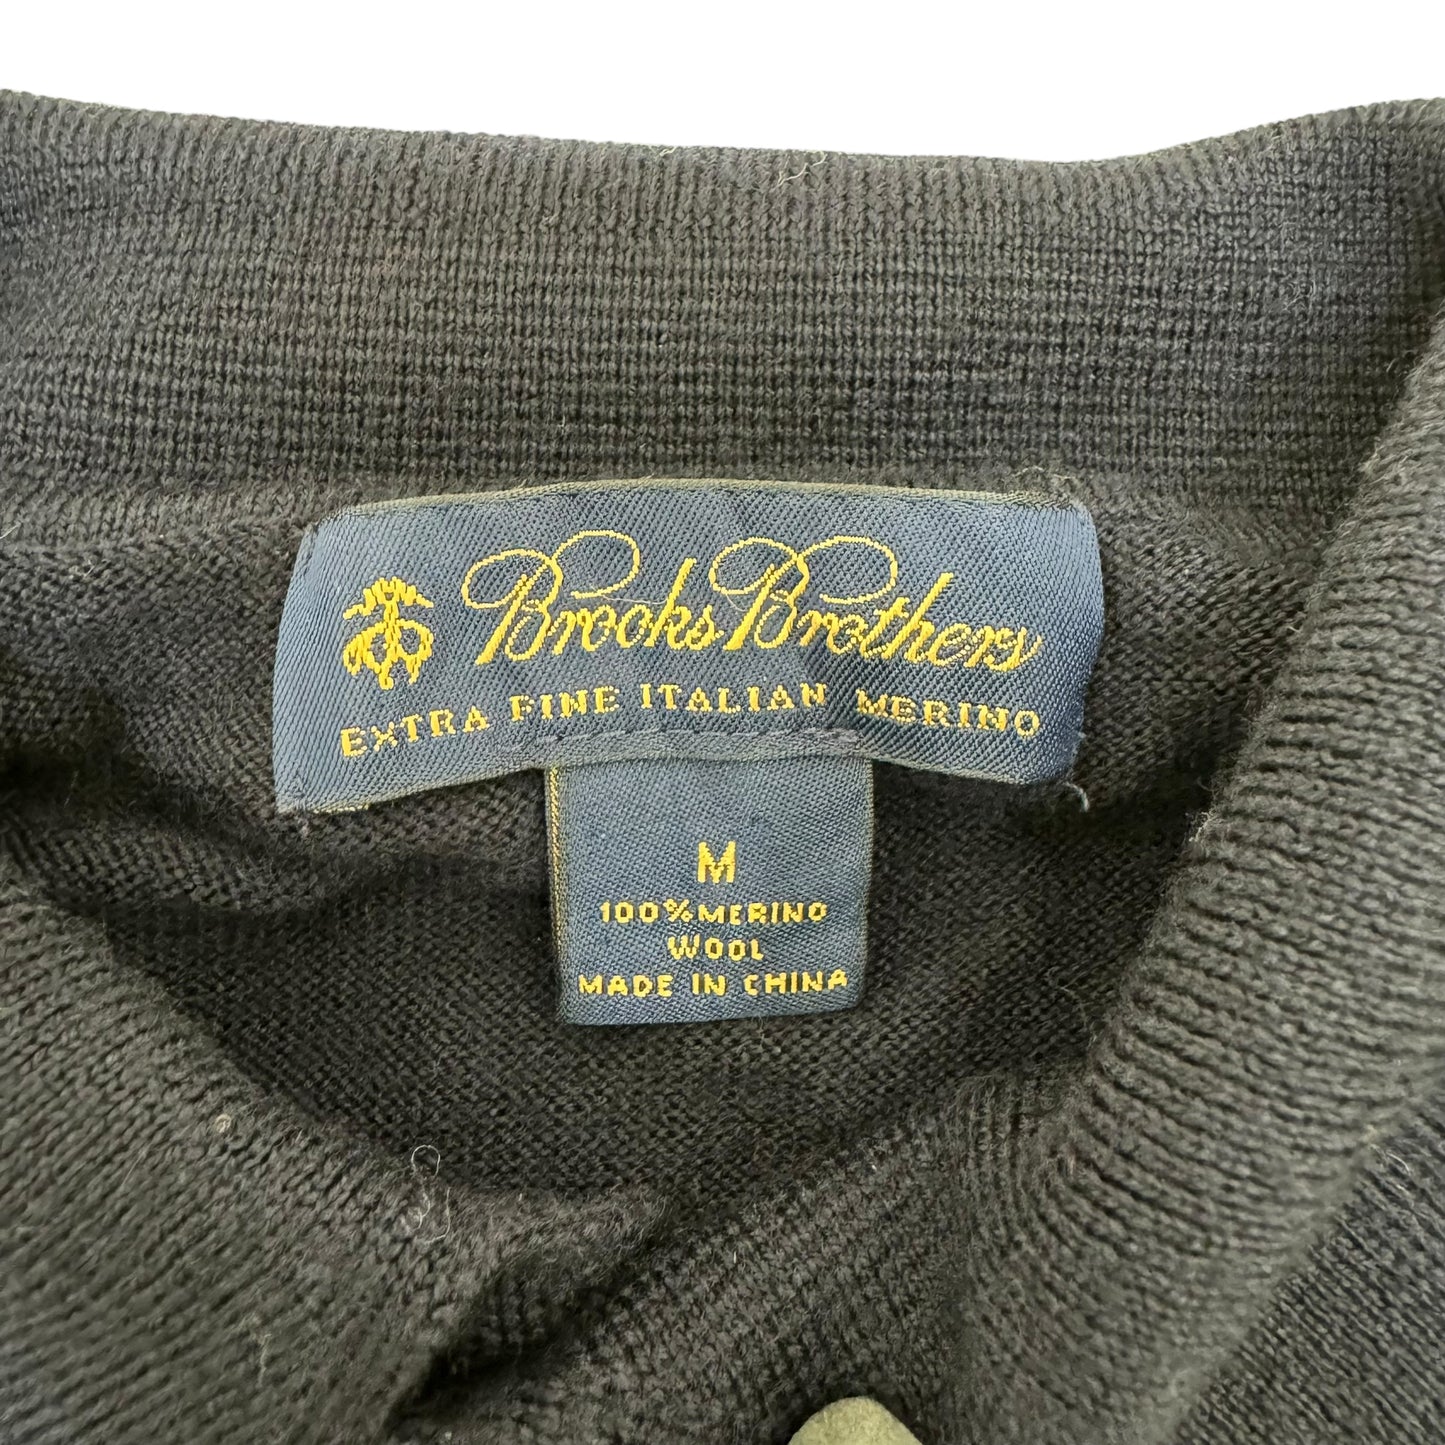 Brooks Brothers
EXTRA FINE ITALIAN MERINO
M
100% MERINO
WOOL
MADE IN CHINA